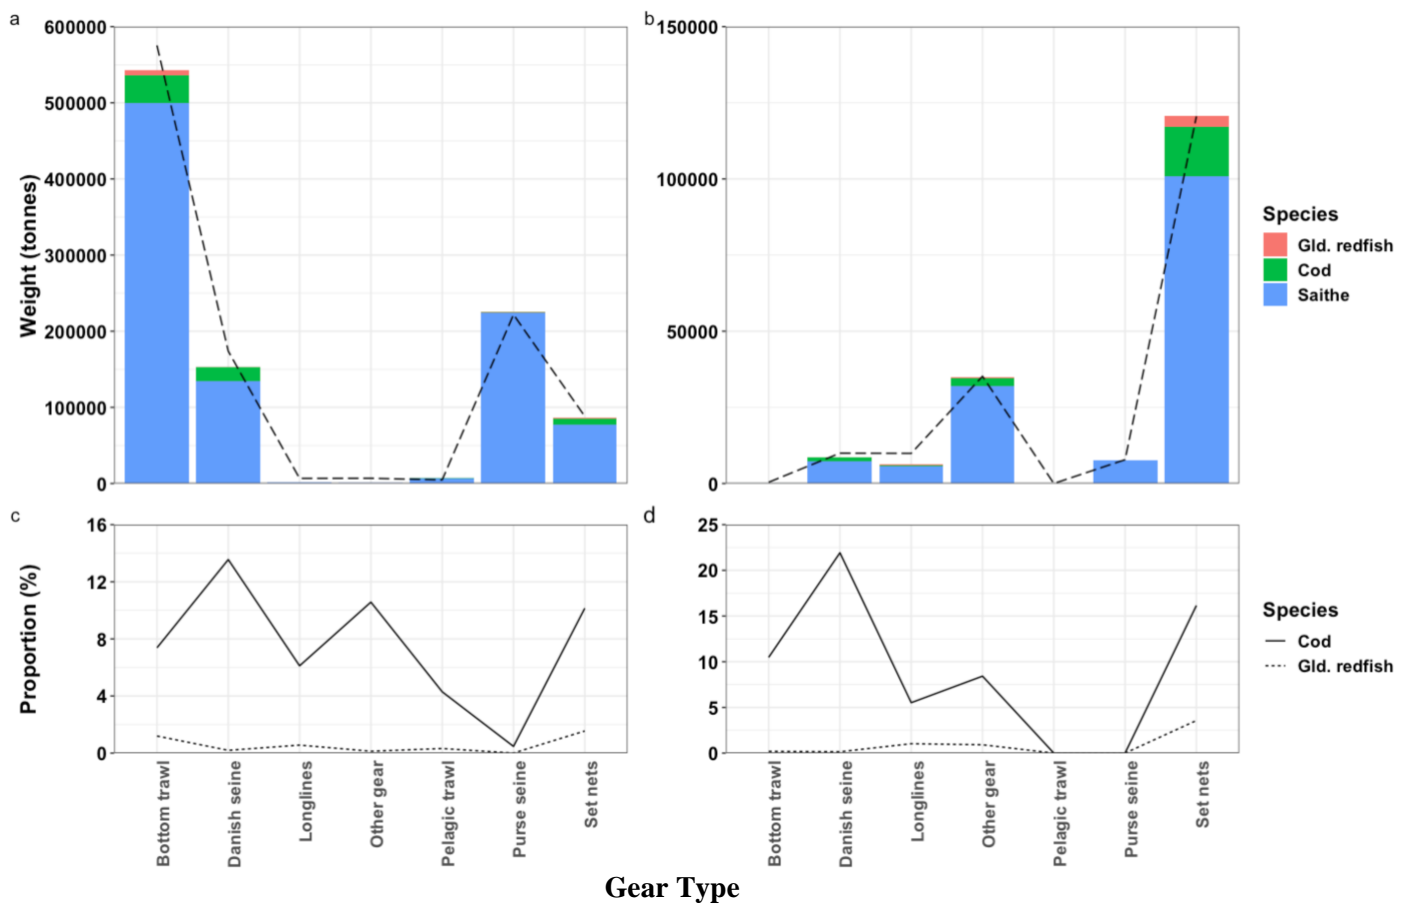 a
600000
500000
400000
300000
200000
100000
0
Weight (tonnes)
b
150000
100000
50000
0
Species
Gld. redfish
Cod
Saithe
c
16
12
8
4
0
Proportion (%)
Bottom trawl
Danish seine
Longlines
Other gear
Pelagic trawl
Purse seine
Set nets
d
25
20
15
10
5
0
Bottom trawl
Danish seine
Longlines
Other gear
Pelagic trawl
Purse seine
Set nets
Species
Cod
Gld. redfish
Gear Type